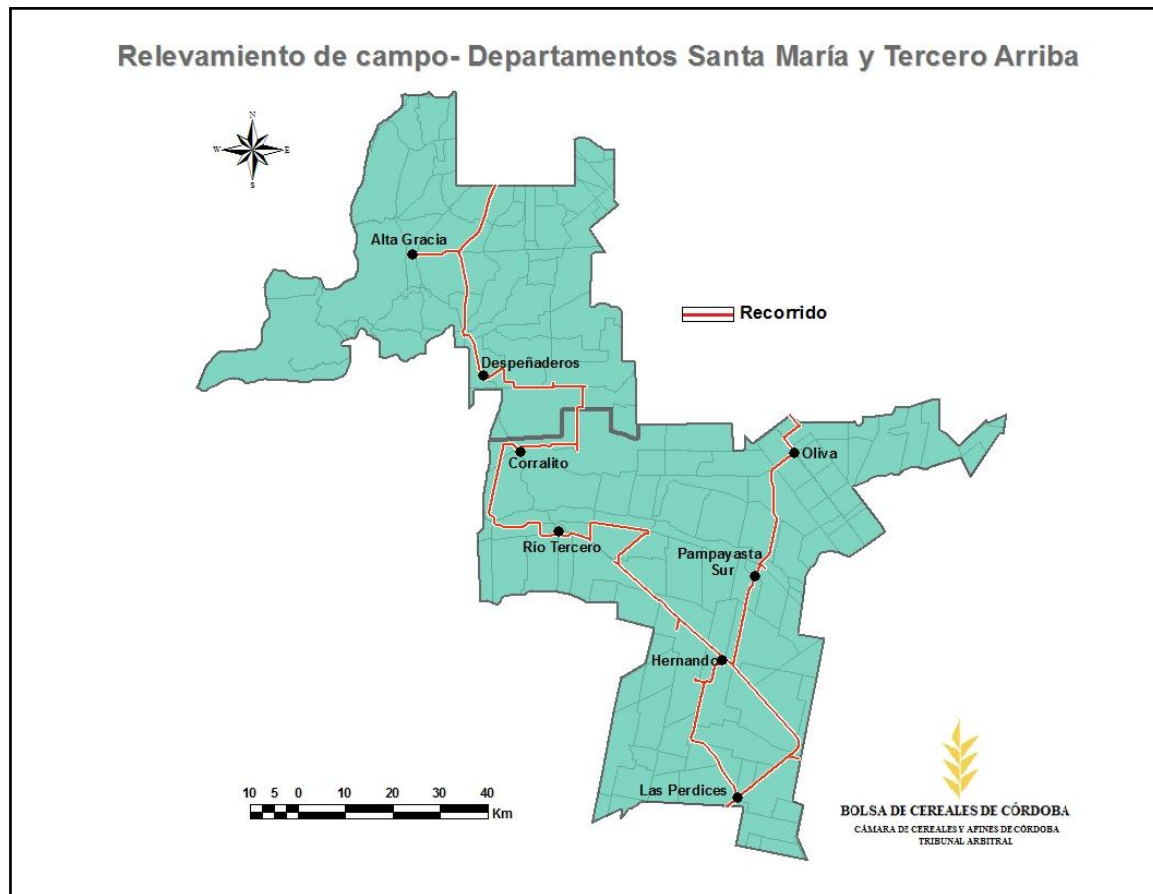 Relevamiento de campo- Departamentos Santa María y Tercero Arriba
N
W
E
S
Alta Gracia
Recorrido
Despeñaderos
Corralito
Oliva
Río Tercero
Pampayasta
Sur
Hernando
Las Perdices
10 5 0 10 20 30 40
Km
BOLSA DE CEREALES DE CÓRDOBA
CÁMARA DE CEREALES Y AFINES DE CÓRDOBA
TRIBUNAL ARBITRAL